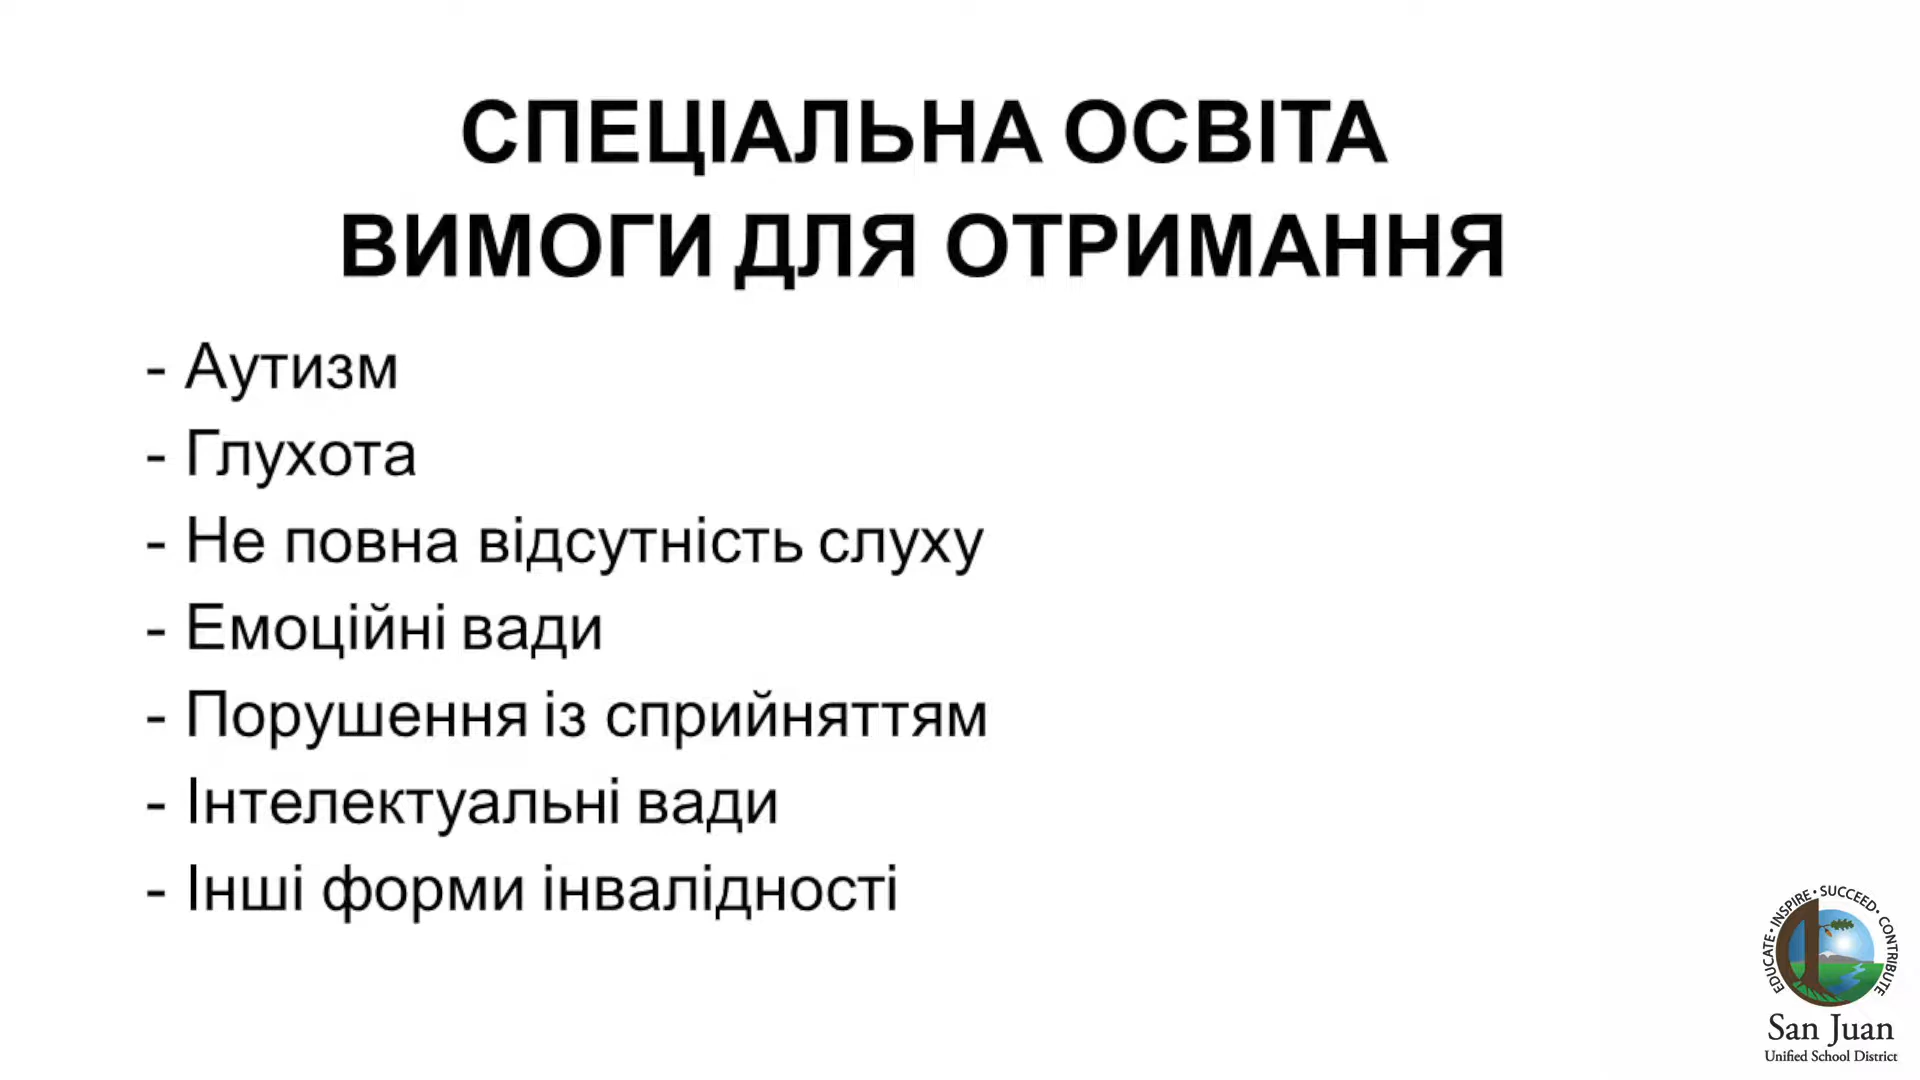 СПЕЦІАЛЬНА ОСВІТА
ВИМОГИ ДЛЯ ОТРИМАННЯ
- Аутизм
- Глухота
- Не повна відсутність слуху
- Емоційні вади
- Порушення із сприйняттям
- Інтелектуальні вади
- Інші форми інвалідності
EDUCATE • INSPIRE • SUCCEED • CONTRIBUTE
San Juan
Unified School District